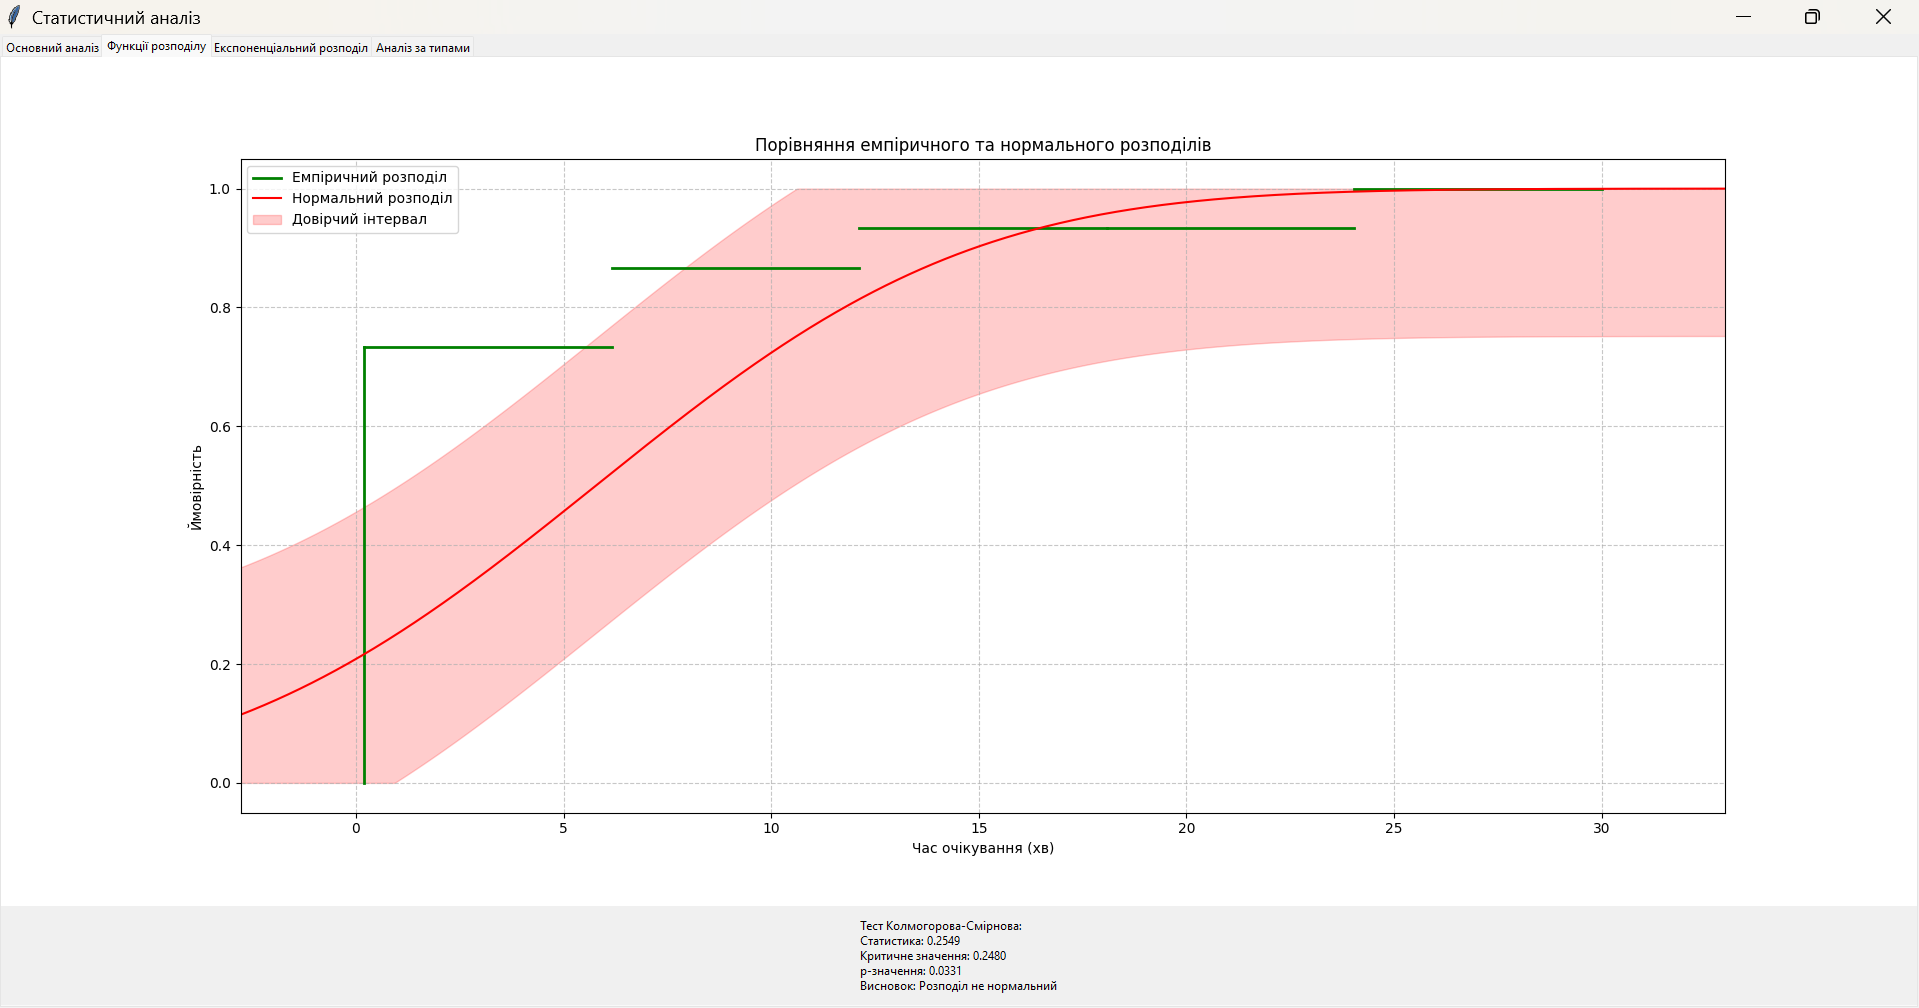 Статистичний аналіз
Основний аналіз Функції розподілу Експоненціальний розподіл Аналіз за типами
Порівняння емпіричного та нормального розподілів
Емпіричний розподіл
Нормальний розподіл
Довірчий інтервал
1.0
0.8
0.6
0.4
0.2
0.0
Ймовірність
0 5 10 15 20 25 30
Час очікування (хв)
Тест Колмогорова-Смірнова:
Статистика: 0.2549
Критичне значення: 0.2480
p-значення: 0.0331
Висновок: Розподіл не нормальний